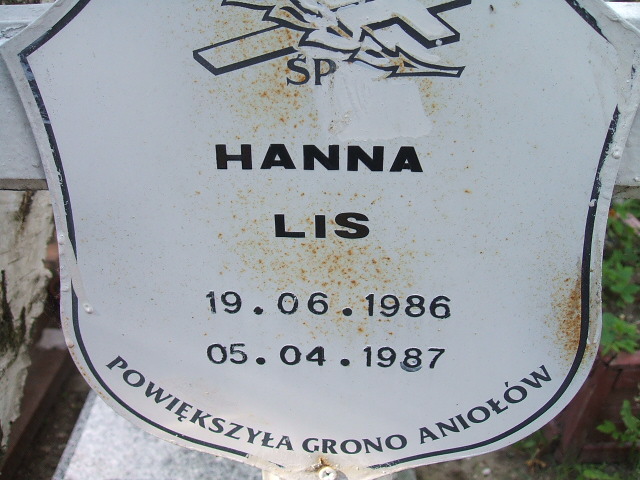 ŚP
HANNA
LIS
19.06.1986
05.04.1987
POWIĘKSZYŁA GRONO ANIOŁÓW